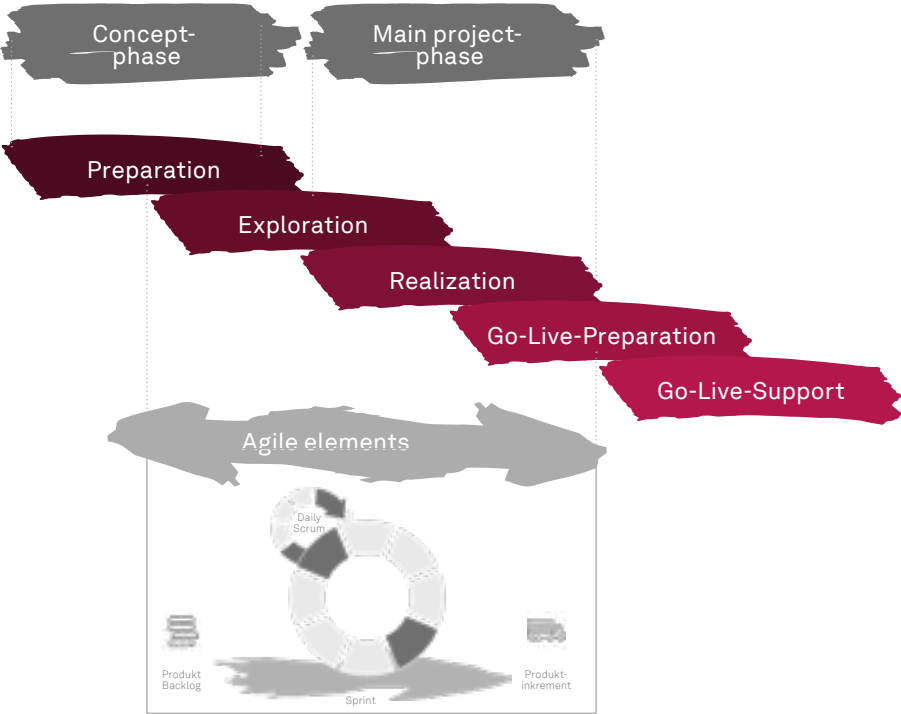 Concept-
phase
Main project-
phase
Preparation
Exploration
Realization
Go-Live-Preparation
Go-Live-Support
Agile elements
Daily
Scrum
Produkt
Backlog
Sprint
Produkt-
inkrement